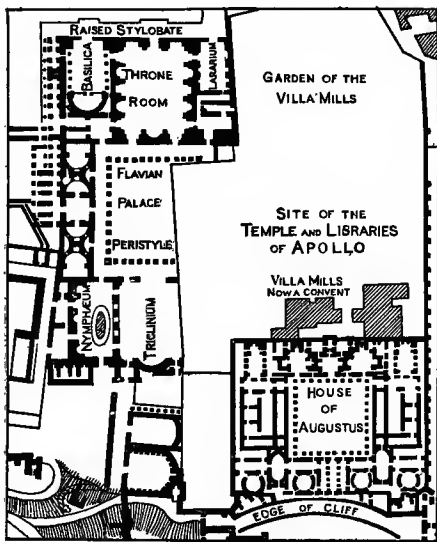 RAISED STYLOBATE
BASILICA
THRONE
ROOM
LARARIUM
GARDEN OF THE
VILLA MILLS
FLAVIAN
PALACE
PERISTYLE
SITE OF THE
TEMPLE AND LIBRARIES
OF APOLLO
VILLA MILLS
NOW A CONVENT
NYMPHÆUM
TRICLINIUM
HOUSE
OF
AUGUSTUS
EDGE OF CLIFF